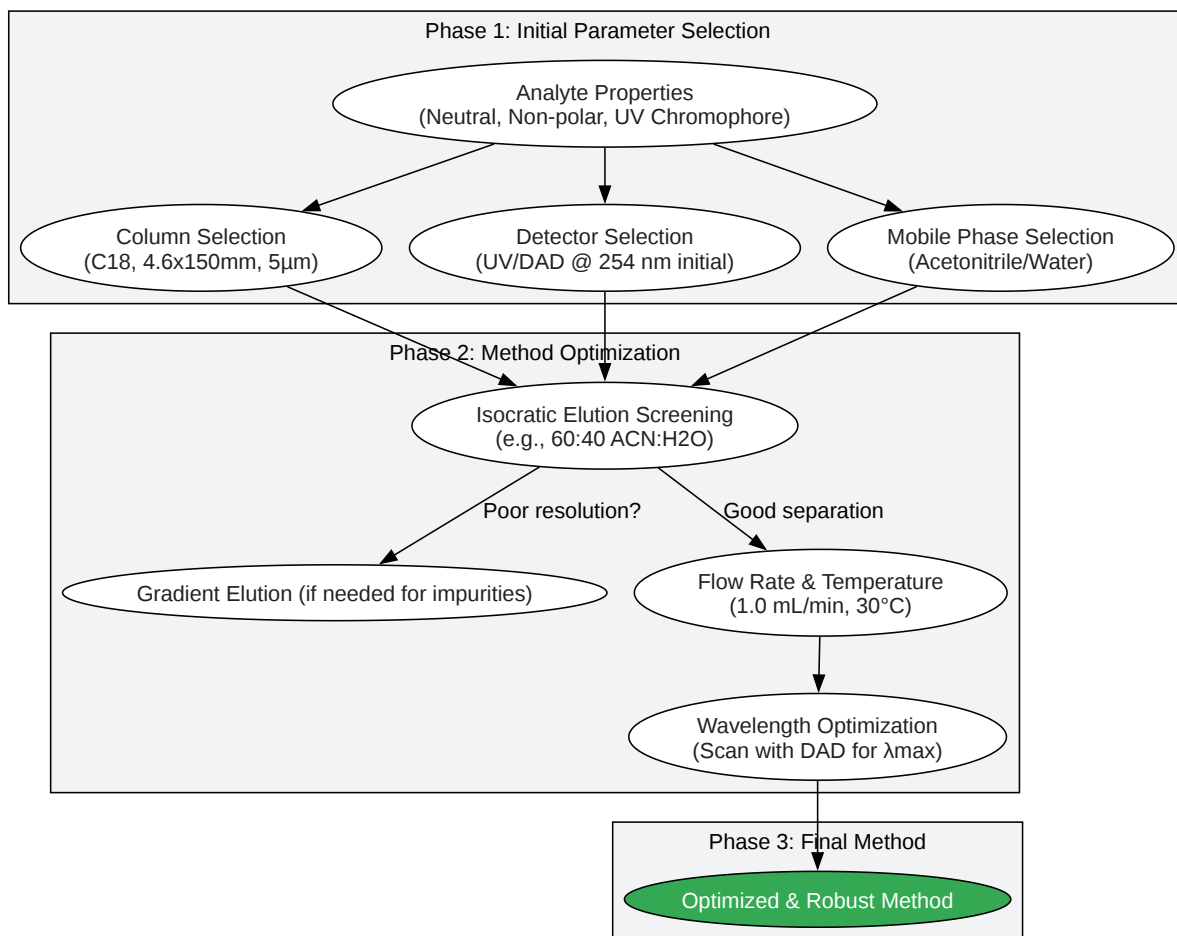 Phase 1: Initial Parameter Selection
Analyte Properties
(Neutral, Non-polar, UV Chromophore)
Column Selection
(C18, 4.6x150mm, 5µm)
Detector Selection
(UV/DAD @ 254 nm initial)
Mobile Phase Selection
(Acetonitrile/Water)
Phase 2: Method Optimization
Isocratic Elution Screening
(e.g., 60:40 ACN:H2O)
Poor resolution?
Good separation
Gradient Elution (if needed for impurities)
Flow Rate & Temperature
(1.0 mL/min, 30°C)
Wavelength Optimization
(Scan with DAD for λmax)
Phase 3: Final Method
Optimized & Robust Method